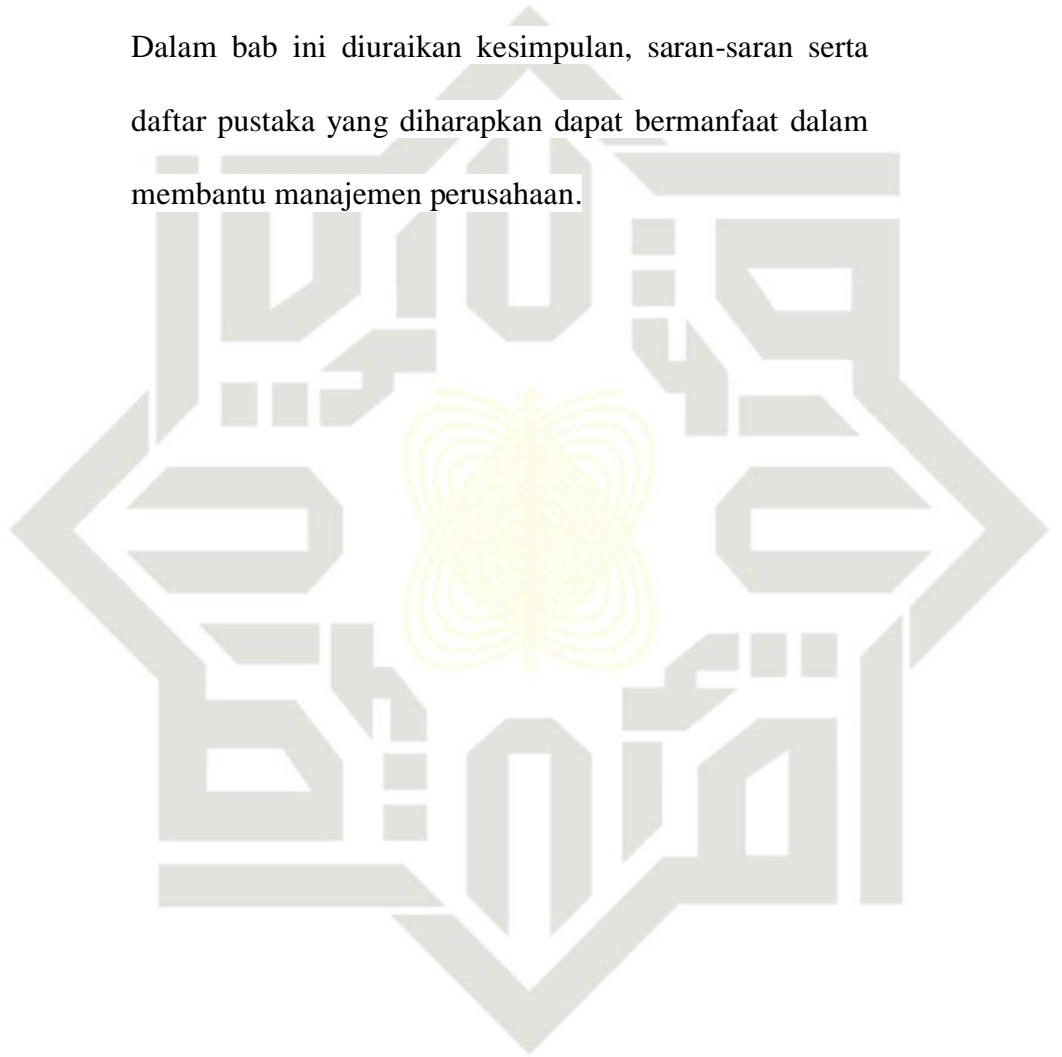 Dalam bab ini diuraikan kesimpulan, saran-saran serta
daftar pustaka yang diharapkan dapat bermanfaat dalam
membantu manajemen perusahaan.